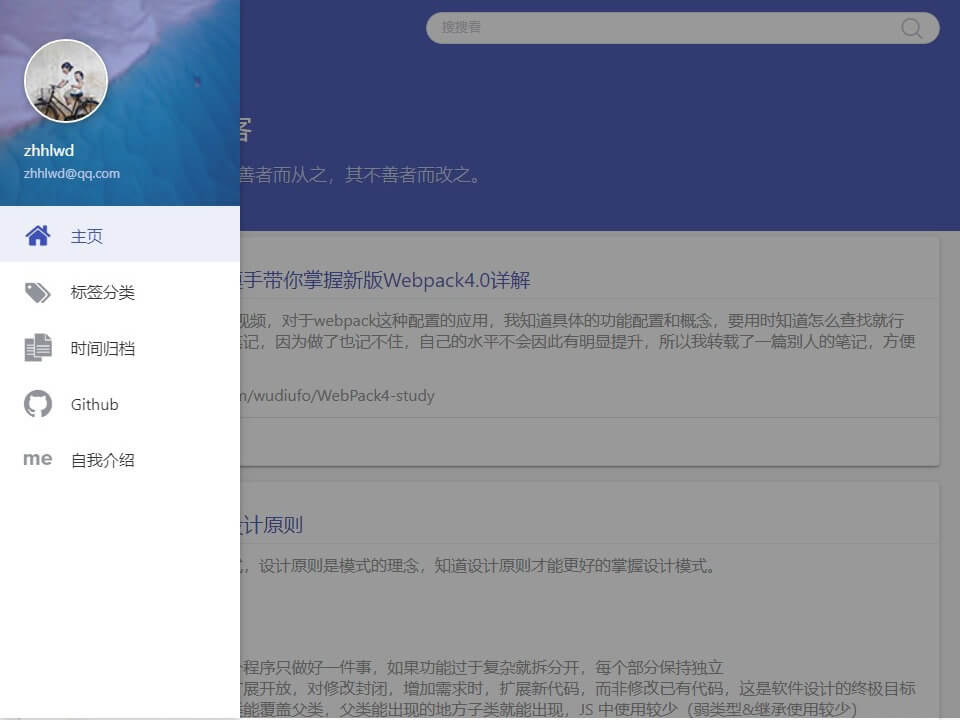 搜搜看
zhhlwd
zhhlwd@qq.com
主页
标签分类
时间归档
Github
me 自我介绍
客
善者而从之，其不善者而改之。
手带你掌握新版Webpack4.0详解
视频，对于webpack这种配置的应用，我知道具体的功能配置和概念，要用时知道怎么查找就行
笔记，因为做了也记不住，自己的水平不会因此有明显提升，所以我转载了一篇别人的笔记，方便
m/wudiufo/WebPack4-study
设计原则
，设计原则是模式的理念，知道设计原则才能更好的掌握设计模式。
程序只做好一件事，如果功能过于复杂就拆分开，每个部分保持独立
扩展开放，对修改封闭，增加需求时，扩展新代码，而非修改已有代码，这是软件设计的终极目标
类能覆盖父类，父类能出现的地方子类就能出现，JS 中使用较少（弱类型&继承使用较少）